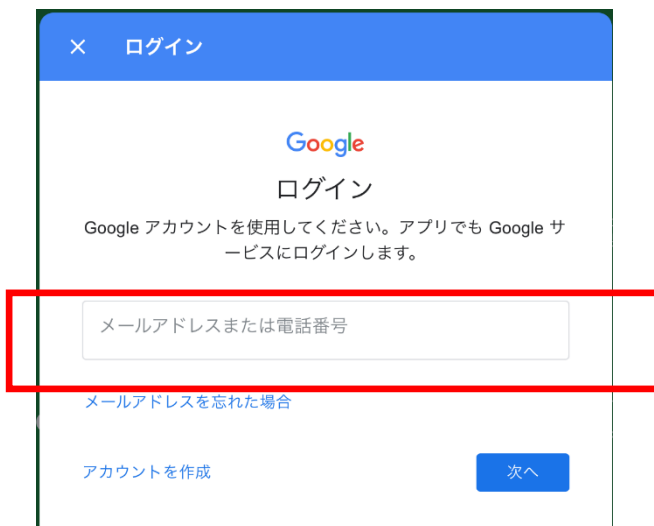 ログイン
Google
ログイン
Google アカウントを使用してください。アプリでも Google サ
ービスにログインします。
メールアドレスまたは電話番号
メールアドレスを忘れた場合
アカウントを作成
次へ